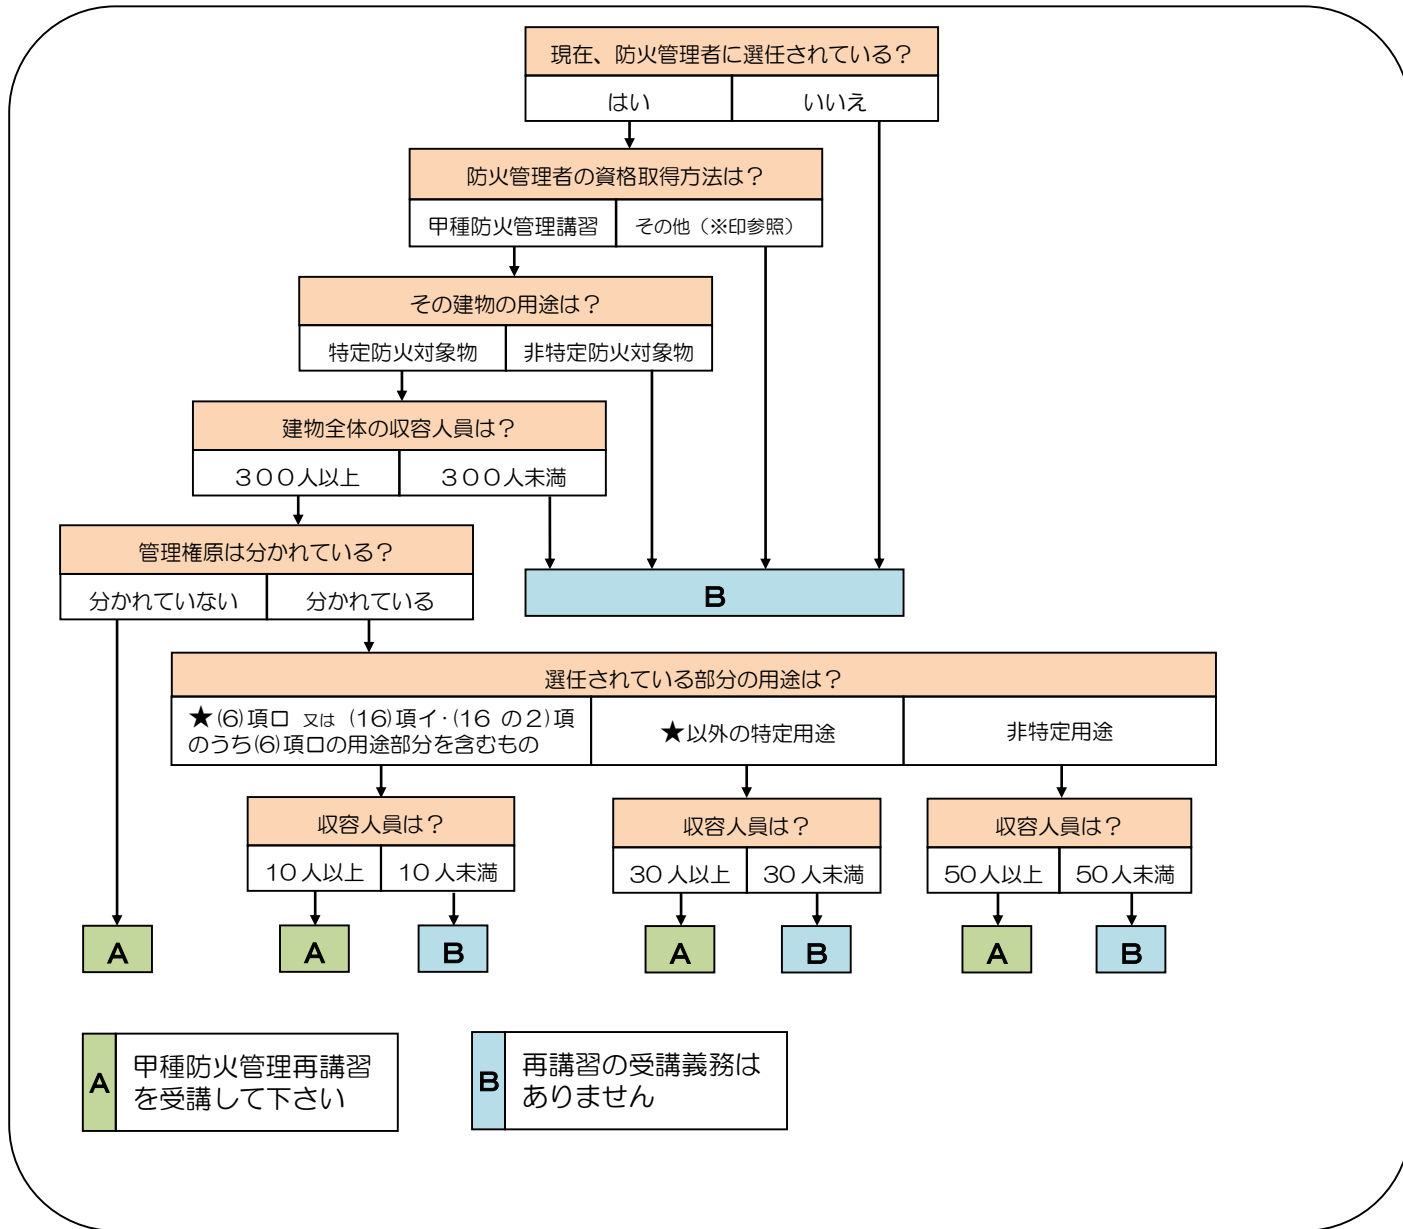 現在、防火管理者に選任されている？
はい
いいえ
防火管理者の資格取得方法は？
甲種防火管理講習
その他（※印参照）
その建物の用途は？
特定防火対象物
非特定防火対象物
建物全体の収容人員は？
３００人以上
３００人未満
管理権原は分かれている？
分かれていない
分かれている
B
選任されている部分の用途は？
★(6)項ロ 又は (16)項イ・(16 の２)項
のうち(6)項ロの用途部分を含むもの
★以外の特定用途
非特定用途
収容人員は？
10人以上
10人未満
収容人員は？
30人以上
30人未満
収容人員は？
50人以上
50人未満
A
A
B
A
B
A
B
A
甲種防火管理再講習
を受講して下さい
B
再講習の受講義務は
ありません